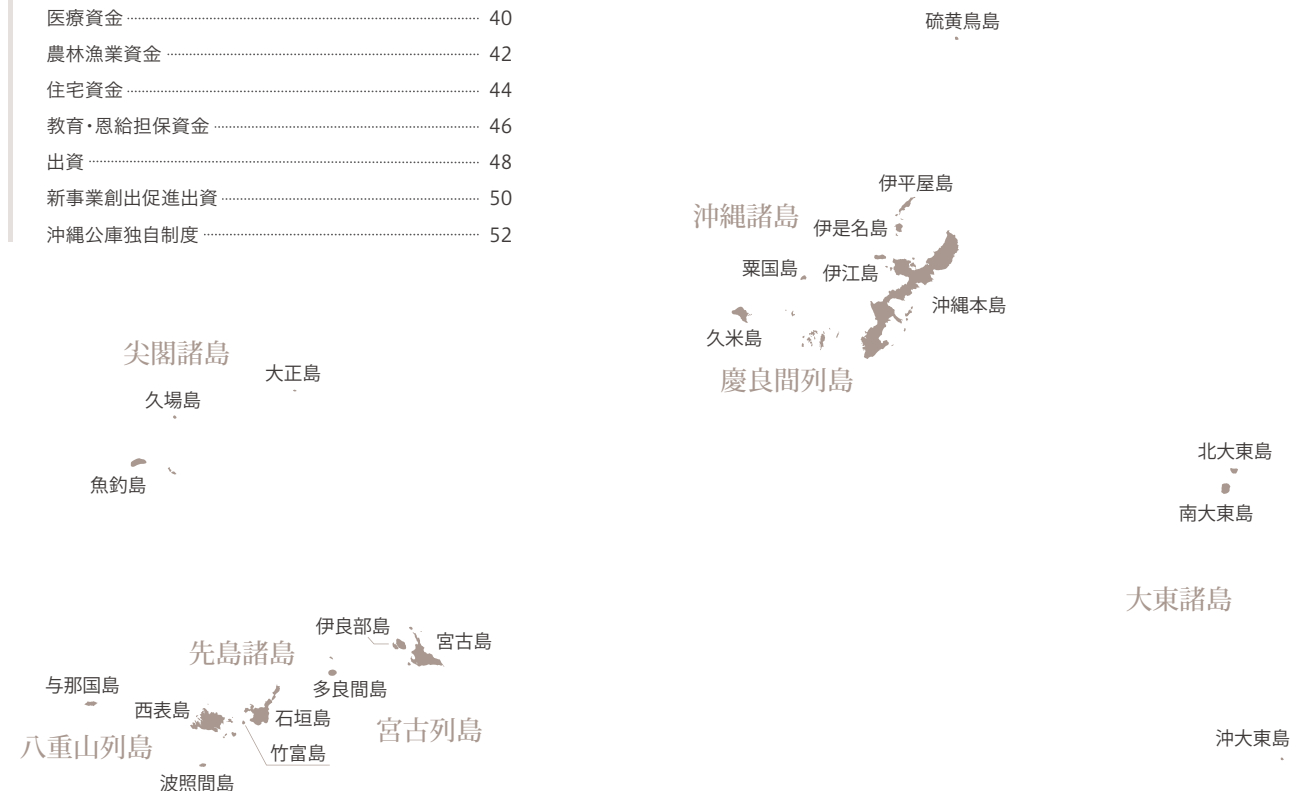 医療資金 40
農林漁業資金 42
住宅資金 44
教育・恩給担保資金 46
出資 48
新事業創出促進出資 50
沖縄公庫独自制度 52
硫黄鳥島
伊平屋島
沖縄諸島
伊是名島
粟国島
伊江島
沖縄本島
久米島
慶良間列島
尖閣諸島
大正島
久場島
魚釣島
北大東島
南大東島
大東諸島
伊良部島
宮古島
先島諸島
多良間島
与那国島
西表島
石垣島
宮古列島
八重山列島
竹富島
波照間島
沖大東島